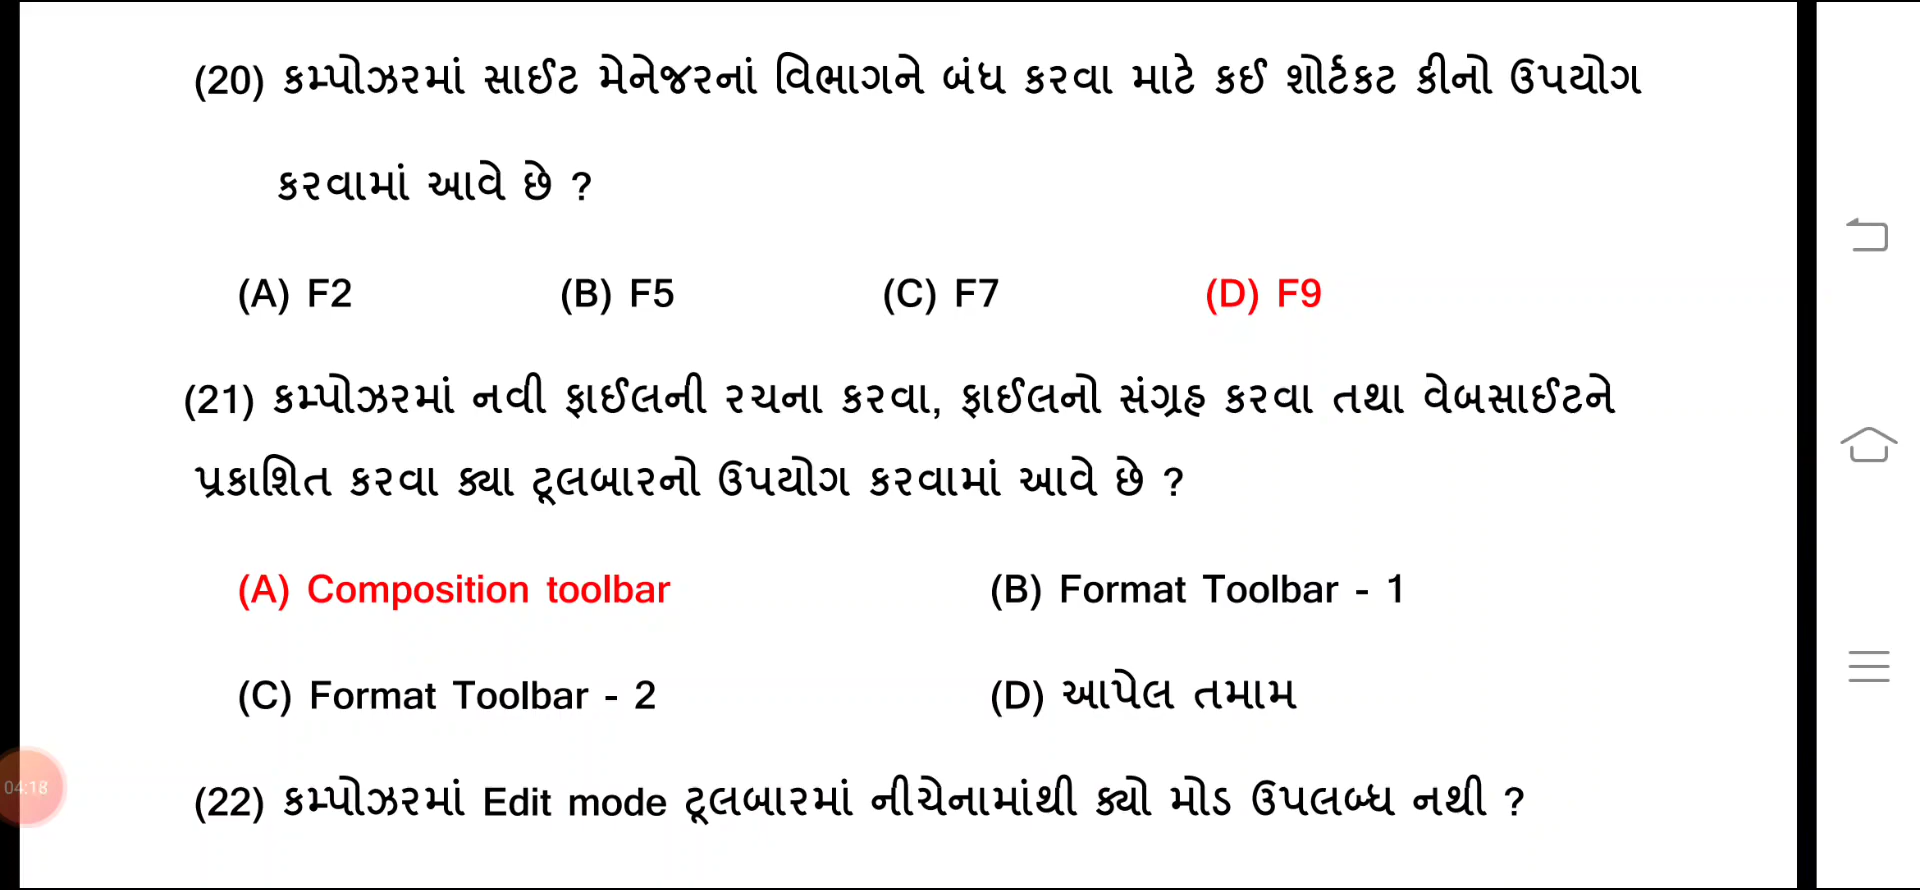 (20) કમ્પોઝરમાં સાઈટ મેનેજરનાં વિભાગને બંધ કરવા માટે કઈ શોર્ટકટ કીનો ઉપયોગ
કરવામાં આવે છે ?
(A) F2 (B) F5 (C) F7 (D) F9
(21) કમ્પોઝરમાં નવી ફાઈલની રચના કરવા, ફાઈલનો સંગ્રહ કરવા તથા વેબસાઈટને
પ્રકાશિત કરવા ક્યા ટૂલબારનો ઉપયોગ કરવામાં આવે છે ?
(A) Composition toolbar (B) Format Toolbar - 1
(C) Format Toolbar - 2 (D) આપેલ તમામ
04:18
(22) કમ્પોઝરમાં Edit mode ટૂલબારમાં નીચેનામાંથી ક્યો મોડ ઉપલબ્ધ નથી ?